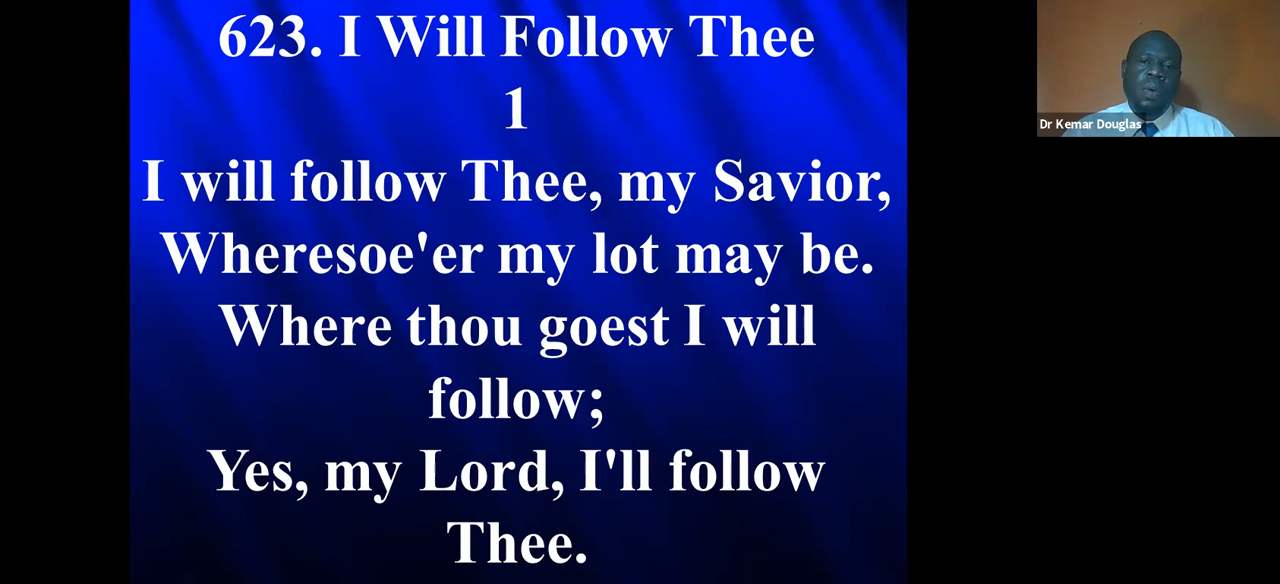 623. I Will Follow Thee
1
I will follow Thee, my Savior,
Wheresoe'er my lot may be.
Where thou goest I will
follow;
Yes, my Lord, I'll follow
Thee.
Dr Kemar Douglas